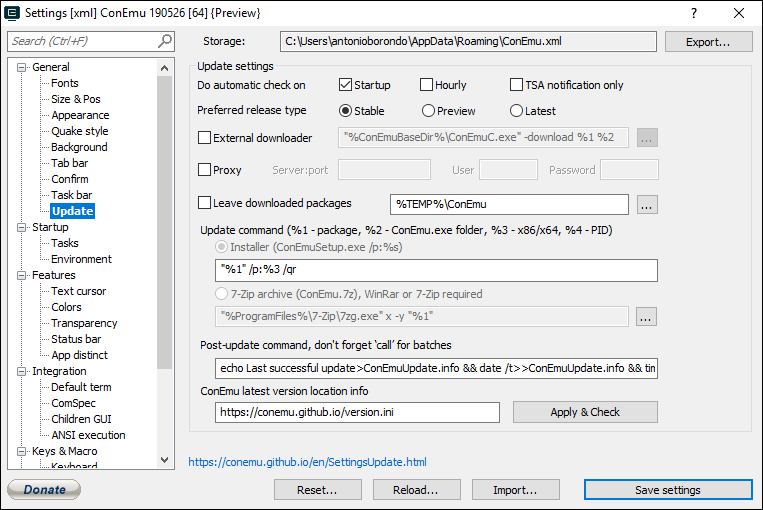 Settings [xml] ConEmu 190526 [64] {Preview}
Search (Ctrl+F)
Storage:
C:\Users\antonioborondo\AppData\Roaming\ConEmu.xml
Export...
General
Fonts
Size & Pos
Appearance
Quake style
Background
Tab bar
Confirm
Task bar
Update
Startup
Tasks
Environment
Features
Text cursor
Colors
Transparency
Status bar
App distinct
Integration
Default term
ComSpec
Children GUI
ANSI execution
Keys & Macro
Keyboard
Update settings
Do automatic check on Startup Hourly TSA notification only
Preferred release type Stable Preview Latest
External downloader "%ConEmuBaseDir%\ConEmuC.exe" -download %1 %2 ...
Proxy Server:port User Password
Leave downloaded packages %TEMP%\ConEmu ...
Update command (%1 - package, %2 - ConEmu.exe folder, %3 - x86/x64, %4 - PID)
Installer (ConEmuSetup.exe /p:%s)
"%1" /p:%3 /qr
7-Zip archive (ConEmu.7z), WinRar or 7-Zip required
"%ProgramFiles%\7-Zip\7zg.exe" x -y "%1" ...
Post-update command, don't forget ‘call’ for batches
echo Last successful update>ConEmuUpdate.info && date /t>>ConEmuUpdate.info && tim
ConEmu latest version location info
https://conemu.github.io/version.ini Apply & Check
https://conemu.github.io/en/SettingsUpdate.html
Donate Reset... Reload... Import... Save settings